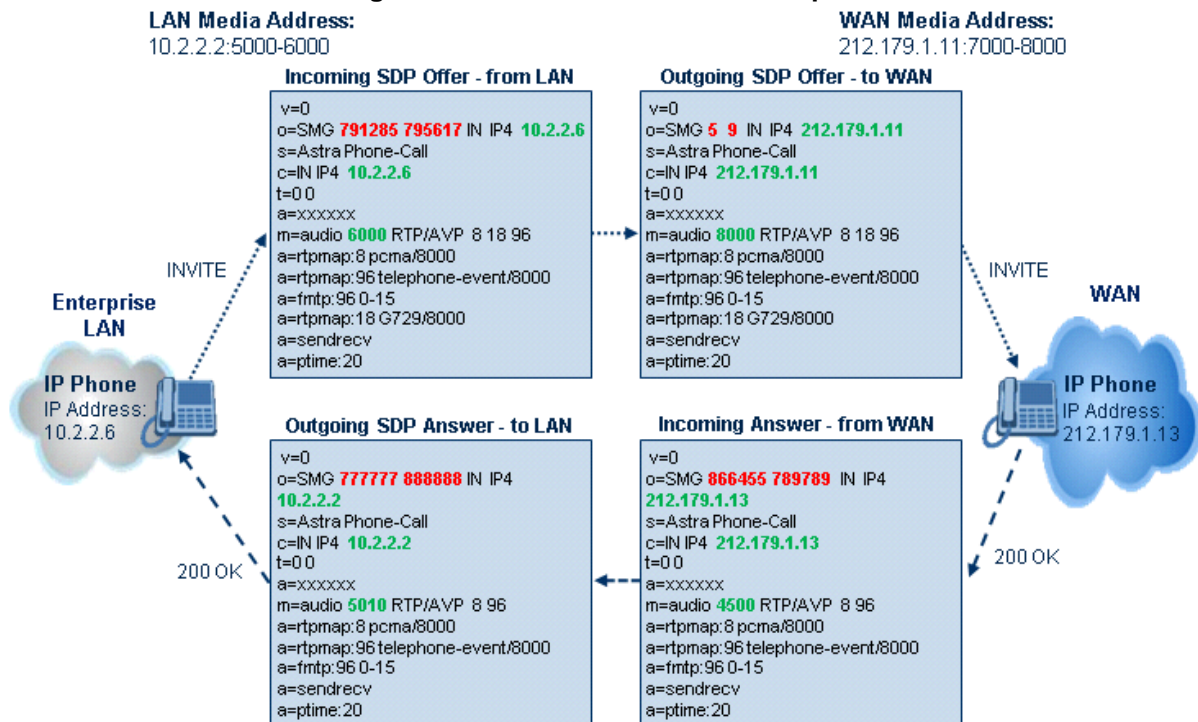 LAN Media Address:
10.2.2.2:5000-6000
WAN Media Address:
212.179.1.11:7000-8000
Incoming SDP Offer - from LAN
v=0
o=SMG 791285 795617 IN IP4 10.2.2.6
s=Astra Phone-Call
c=IN IP4 10.2.2.6
t=0 0
a=xxxxxx
m=audio 6000 RTP/AVP 8 18 96
a=rtpmap:8 pcma/8000
a=rtpmap:96 telephone-event/8000
a=fmtp:96 0-15
a=rtpmap:18 G729/8000
a=sendrecv
a=ptime:20
Outgoing SDP Offer - to WAN
v=0
o=SMG 5 9 IN IP4 212.179.1.11
s=Astra Phone-Call
c=IN IP4 212.179.1.11
t=0 0
a=xxxxxx
m=audio 8000 RTP/AVP 8 18 96
a=rtpmap:8 pcma/8000
a=rtpmap:96 telephone-event/8000
a=fmtp:96 0-15
a=rtpmap:18 G729/8000
a=sendrecv
a=ptime:20
INVITE
INVITE
Enterprise
LAN
IP Phone
IP Address:
10.2.2.6
WAN
IP Phone
IP Address:
212.179.1.13
Outgoing SDP Answer - to LAN
v=0
o=SMG 777777 888888 IN IP4
10.2.2.2
s=Astra Phone-Call
c=IN IP4 10.2.2.2
t=0 0
a=xxxxxx
m=audio 5010 RTP/AVP 8 96
a=rtpmap:8 pcma/8000
a=rtpmap:96 telephone-event/8000
a=fmtp:96 0-15
a=sendrecv
a=ptime:20
Incoming Answer - from WAN
v=0
o=SMG 866455 789789 IN IP4
212.179.1.13
s=Astra Phone-Call
c=IN IP4 212.179.1.13
t=0 0
a=xxxxxx
m=audio 4500 RTP/AVP 8 96
a=rtpmap:8 pcma/8000
a=rtpmap:96 telephone-event/8000
a=fmtp:96 0-15
a=sendrecv
a=ptime:20
200 OK
200 OK